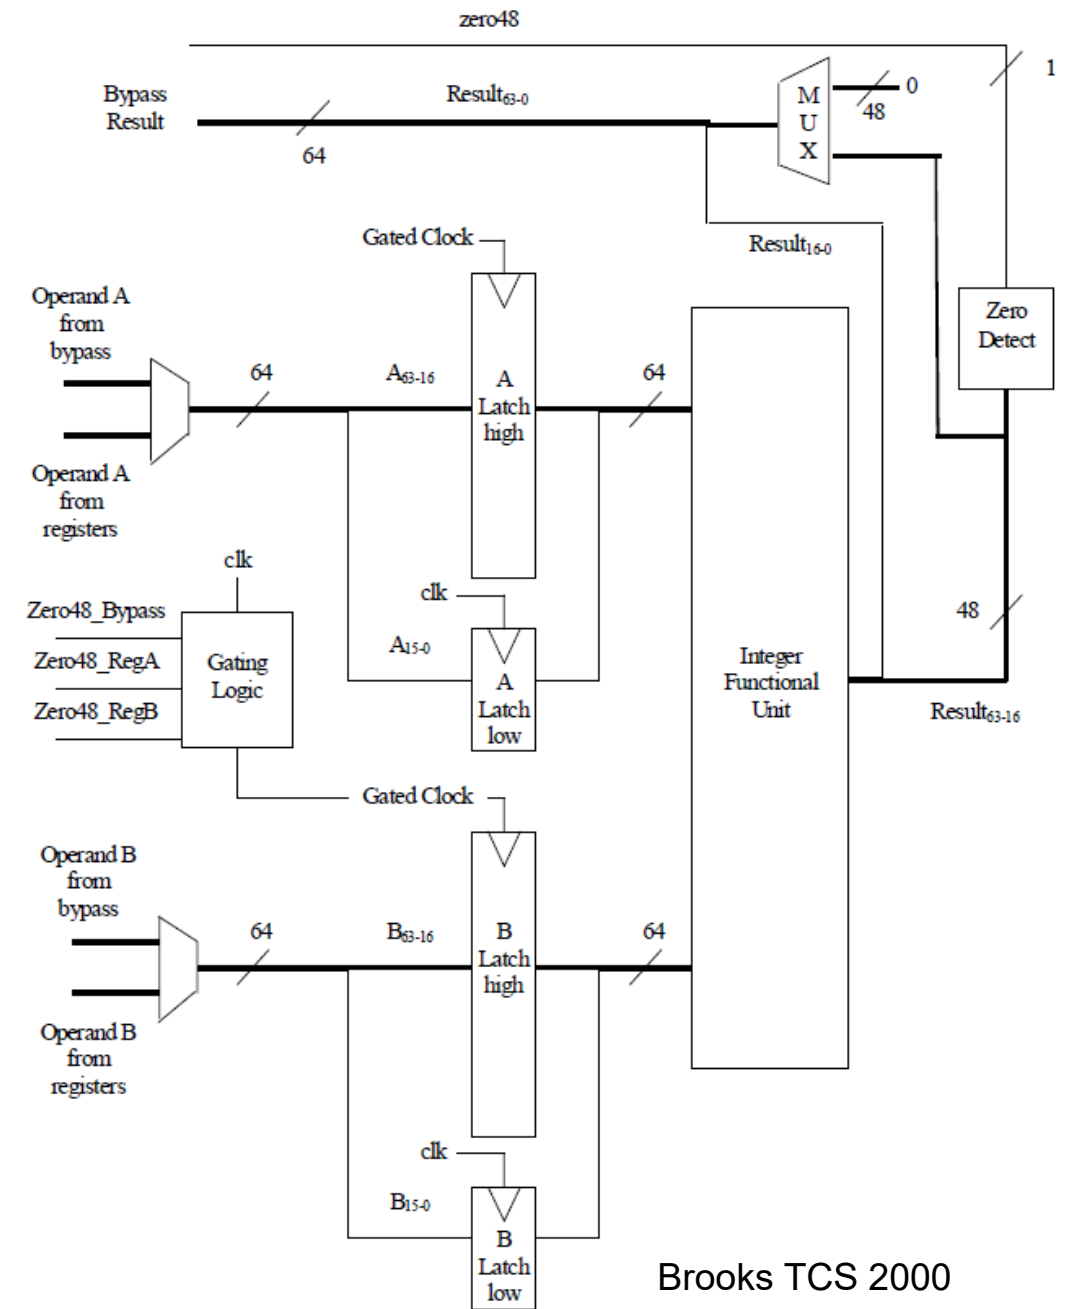 zero48
1
Bypass
Result
Result63-0
64
M
U
X
0
48
Gated Clock
Result16-0
Operand A
from
bypass
Zero
Detect
64
A63-16
A
Latch
high
64
Operand A
from
registers
clk
clk
Zero48_Bypass
Zero48_RegA
Zero48_RegB
Gating
Logic
A15-0
A
Latch
low
48
Integer
Functional
Unit
Result63-16
Gated Clock
Operand B
from
bypass
64
B63-16
B
Latch
high
64
Operand B
from
registers
clk
B15-0
B
Latch
low
Brooks TCS 2000